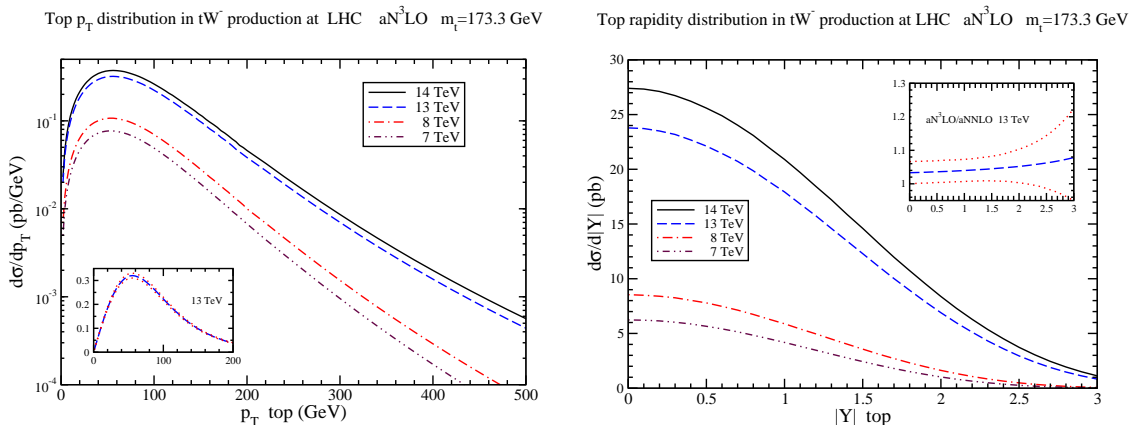 Top p_T distribution in tW^- production at LHC aN^3LO m_t=173.3 GeV
dσ/dp_T (pb/GeV)
10^-1
10^-2
10^-3
10^-4
14 TeV
13 TeV
8 TeV
7 TeV
0.3
0.2
0.1
0
13 TeV
0 100 200
0 100 200 300 400 500
p_T top (GeV)
Top rapidity distribution in tW^- production at LHC aN^3LO m_t=173.3 GeV
dσ/d|Y| (pb)
35
30
25
20
15
10
5
0
1.3
1.2
1.1
1
aN^3LO/aNNLO 13 TeV
0 0.5 1 1.5 2 2.5 3
14 TeV
13 TeV
8 TeV
7 TeV
0 0.5 1 1.5 2 2.5 3
|Y| top